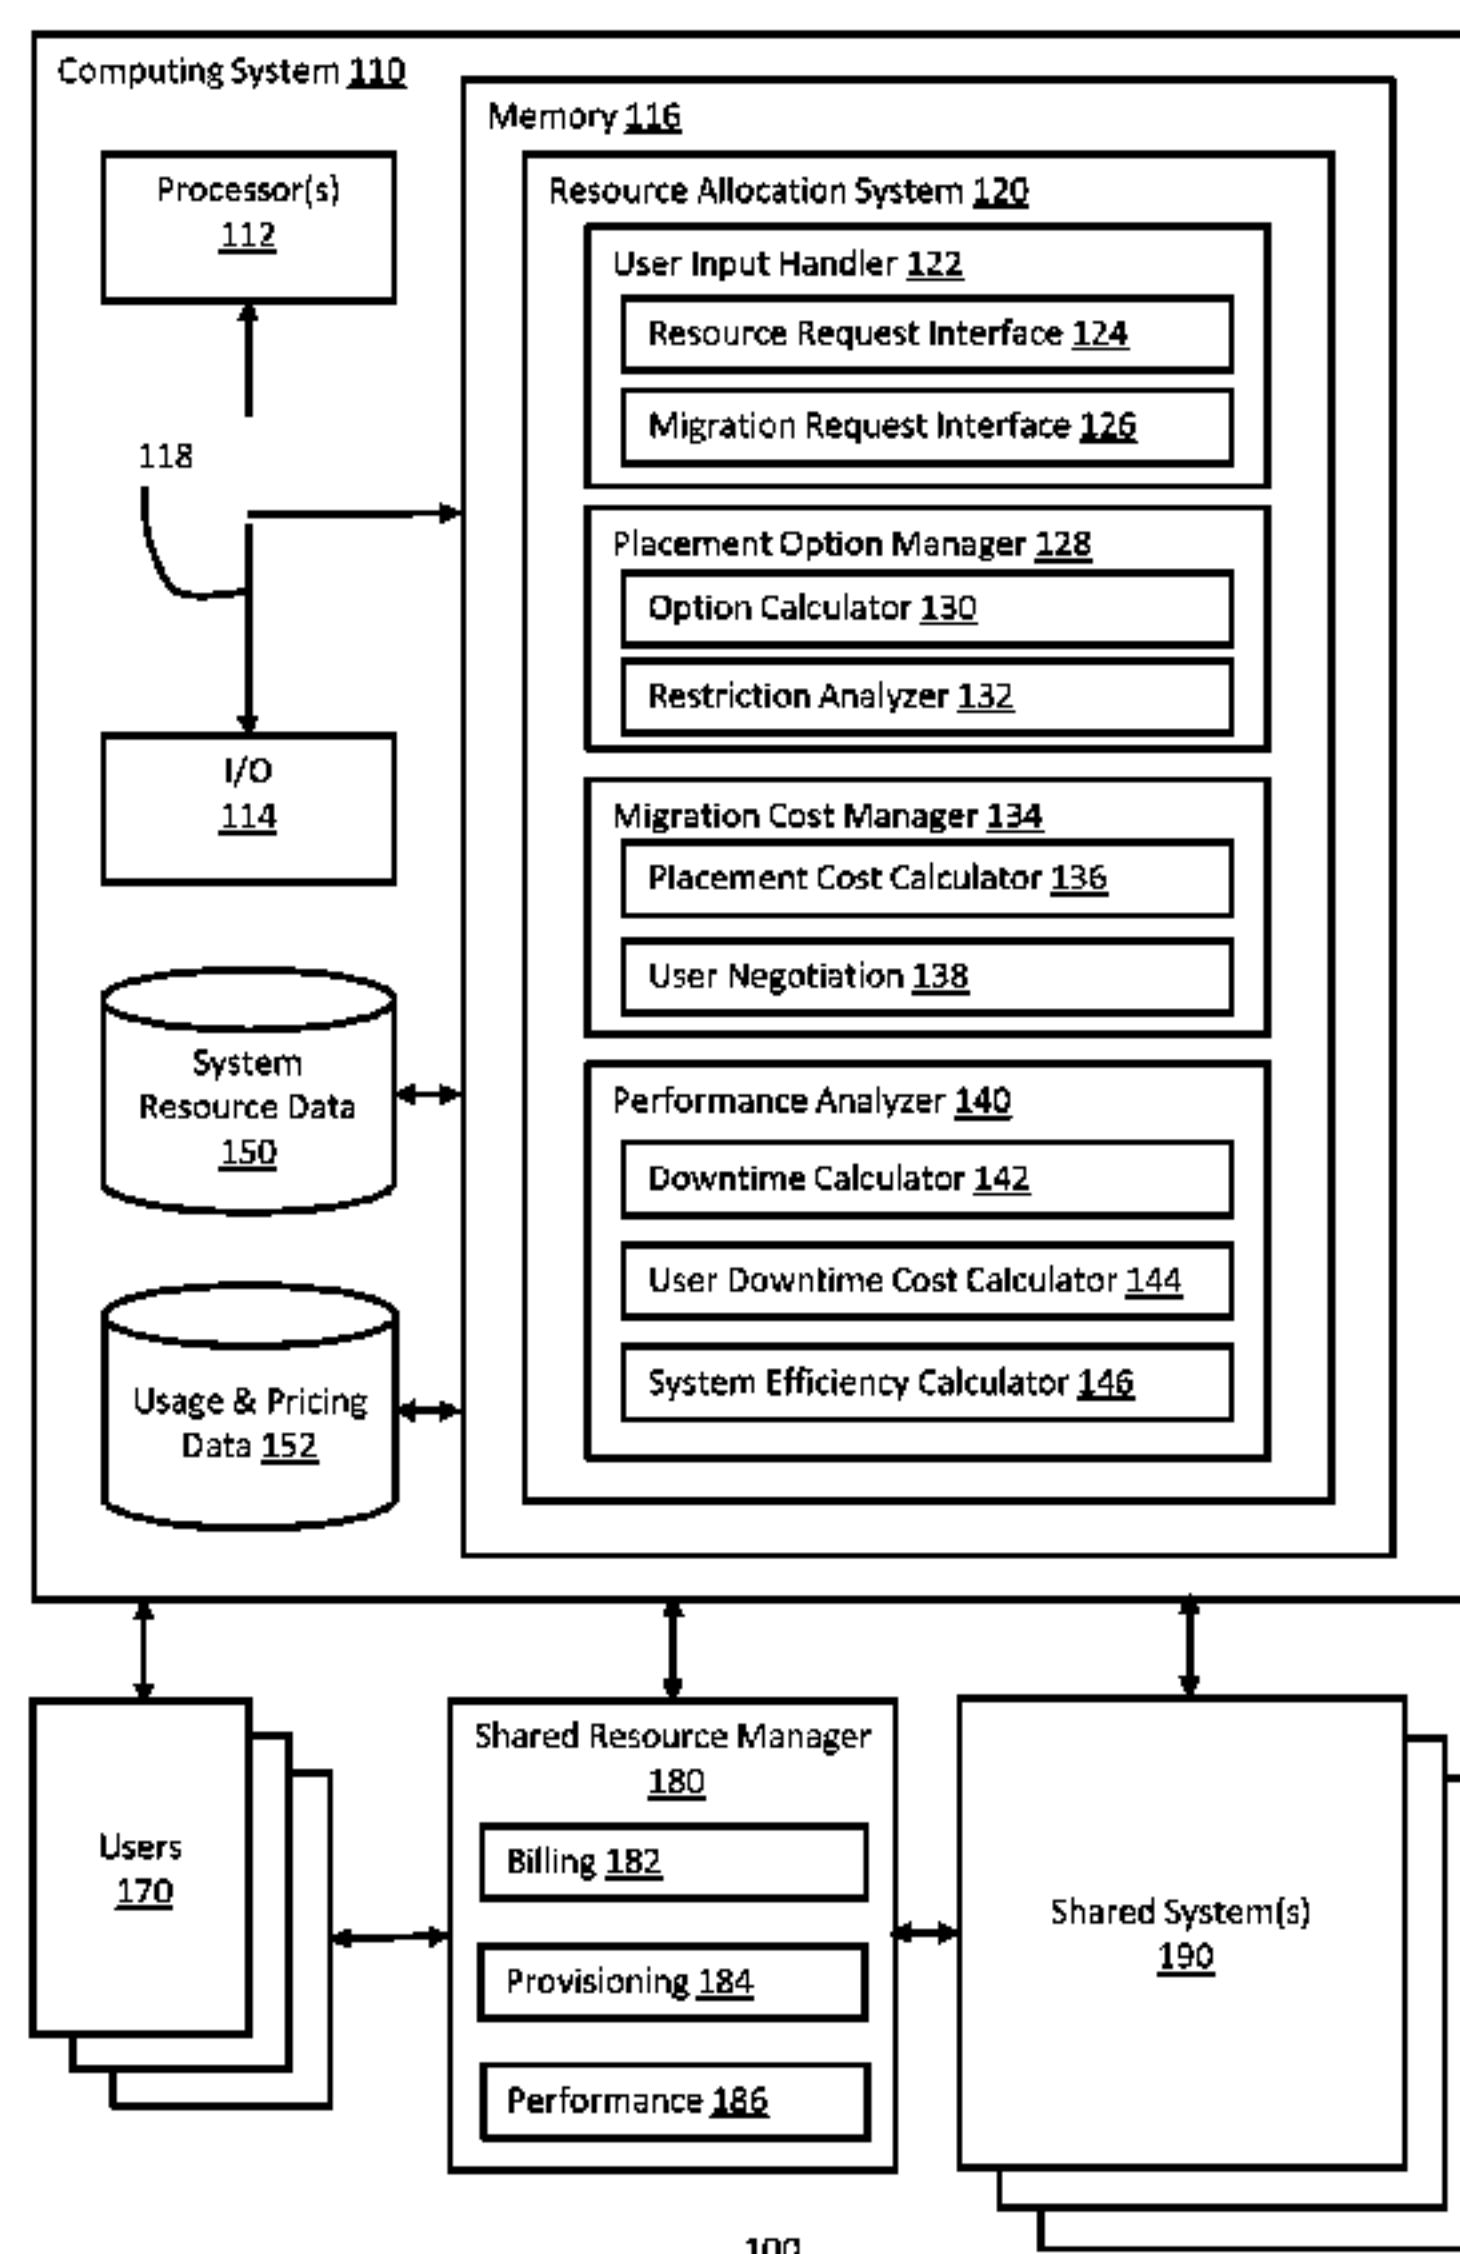 Computing System 110
Memory 116
Processor(s)
112
Resource Allocation System 120
User Input Handler 122
Resource Request Interface 124
Migration Request Interface 126
118
Placement Option Manager 128
Option Calculator 130
Restriction Analyzer 132
I/O
114
Migration Cost Manager 134
Placement Cost Calculator 136
User Negotiation 138
System
Resource Data
150
Performance Analyzer 140
Downtime Calculator 142
User Downtime Cost Calculator 144
System Efficiency Calculator 146
Usage & Pricing
Data 152
Users
170
Shared Resource Manager
180
Billing 182
Provisioning 184
Performance 186
Shared System(s)
190
100